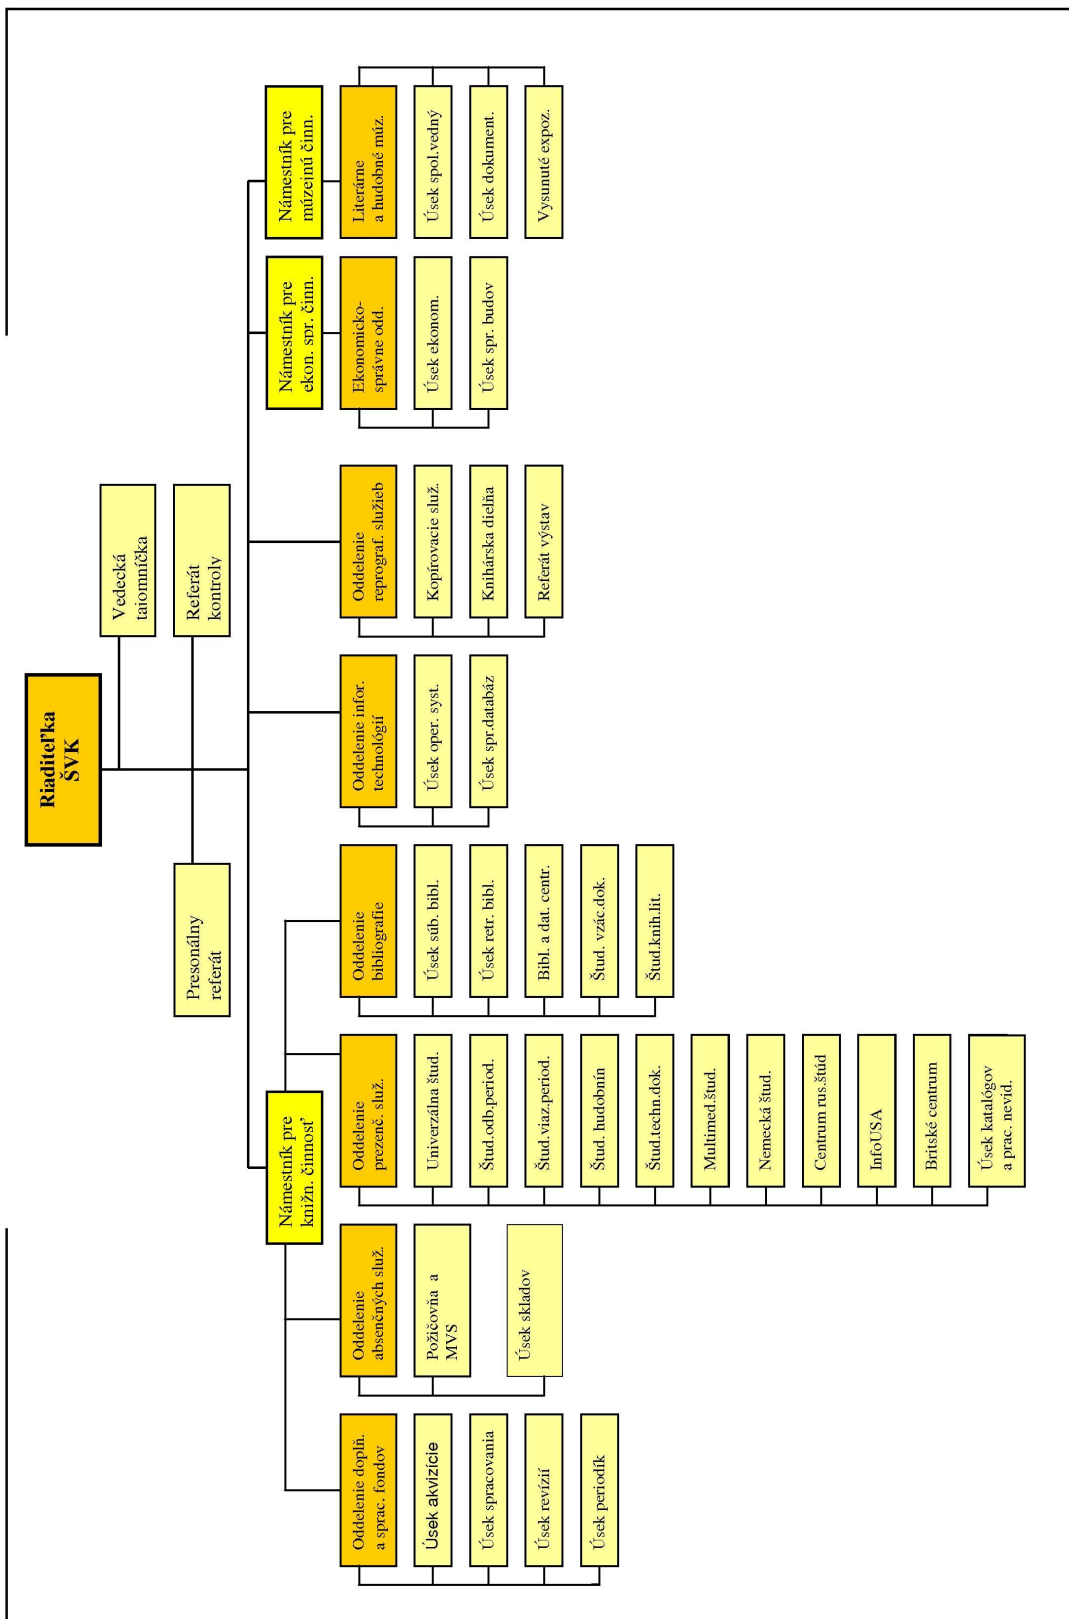 Riaditeľka
ŠVK
Vedecká
taiomníčka
Presonálny
referát
Referát
kontroly
Námestník pre
knižn. činnosť
Námestník pre
ekon. spr. činn.
Námestník pre
múzejnú činn.
Oddelenie doplň.
a sprac. fondov
Úsek akvizície
Úsek spracovania
Úsek revízií
Úsek periodík
Oddelenie
absenčných služ.
Požičovňa a
MVS
Úsek skladov
Oddelenie
prezenč. služ.
Univerzálna štud.
Štud.odb.period.
Štud.viaz.period.
Štud. hudobnín
Štud.techn.dok.
Multimed.štud.
Nemecká štud.
Centrum rus.štúd
InfoUSA
Britské centrum
Úsek katalógov
a prac. nevid.
Oddelenie
bibliografie
Úsek súb. bibl.
Úsek retr. bibl.
Bibl. a dat. centr.
Štud. vzác.dok.
Štud.knih.lit.
Oddelenie infor.
technológií
Úsek oper. syst.
Úsek spr.databáz
Oddelenie
reprograf. služieb
Kopírovacie služ.
Knihárska dielňa
Referát výstav
Ekonomicko-
správne odd.
Úsek ekonom.
Úsek spr. budov
Literárne
a hudobné múz.
Úsek spol.vedný
Úsek dokument.
Vysunuté expoz.